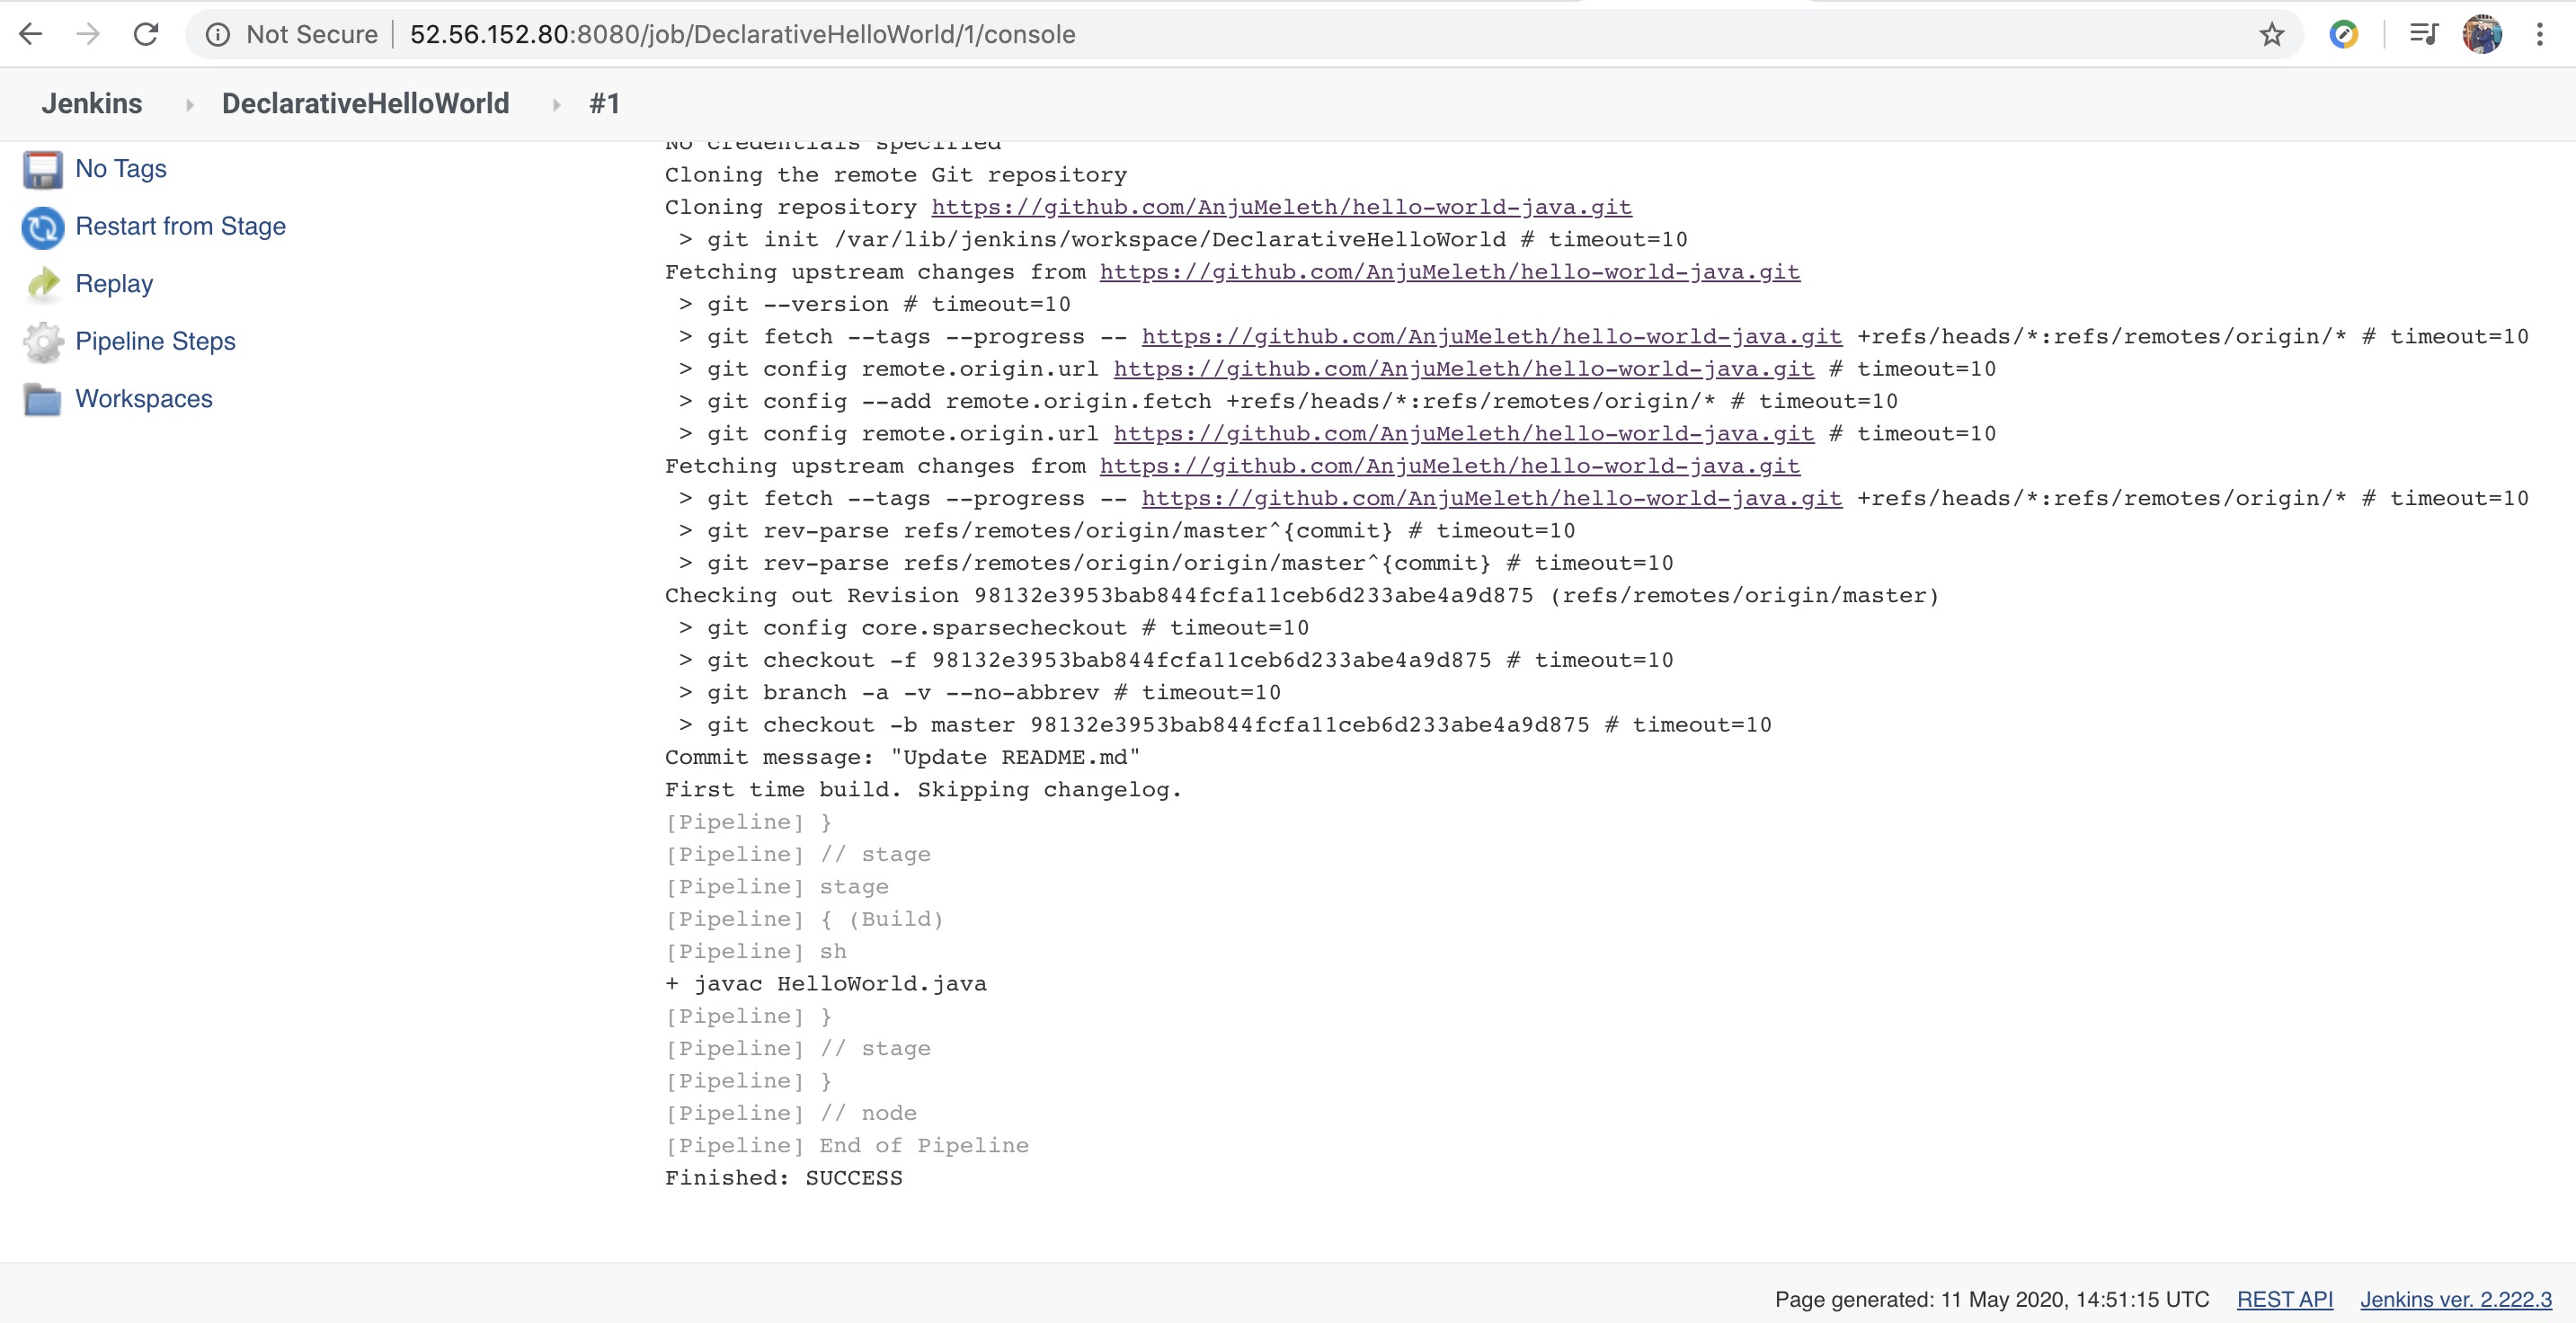 Not Secure 52.56.152.80:8080/job/DeclarativeHelloWorld/1/console
Jenkins DeclarativeHelloWorld #1
No Tags
Restart from Stage
Replay
Pipeline Steps
Workspaces
No credentials specified
Cloning the remote Git repository
Cloning repository https://github.com/AnjuMeleth/hello-world-java.git
> git init /var/lib/jenkins/workspace/DeclarativeHelloWorld # timeout=10
Fetching upstream changes from https://github.com/AnjuMeleth/hello-world-java.git
> git --version # timeout=10
> git fetch --tags --progress -- https://github.com/AnjuMeleth/hello-world-java.git +refs/heads/*:refs/remotes/origin/* # timeout=10
> git config remote.origin.url https://github.com/AnjuMeleth/hello-world-java.git # timeout=10
> git config --add remote.origin.fetch +refs/heads/*:refs/remotes/origin/* # timeout=10
> git config remote.origin.url https://github.com/AnjuMeleth/hello-world-java.git # timeout=10
Fetching upstream changes from https://github.com/AnjuMeleth/hello-world-java.git
> git fetch --tags --progress -- https://github.com/AnjuMeleth/hello-world-java.git +refs/heads/*:refs/remotes/origin/* # timeout=10
> git rev-parse refs/remotes/origin/master^{commit} # timeout=10
> git rev-parse refs/remotes/origin/origin/master^{commit} # timeout=10
Checking out Revision 98132e3953bab844fcfa11ceb6d233abe4a9d875 (refs/remotes/origin/master)
> git config core.sparsecheckout # timeout=10
> git checkout -f 98132e3953bab844fcfa11ceb6d233abe4a9d875 # timeout=10
> git branch -a -v --no-abbrev # timeout=10
> git checkout -b master 98132e3953bab844fcfa11ceb6d233abe4a9d875 # timeout=10
Commit message: "Update README.md"
First time build. Skipping changelog.
[Pipeline] }
[Pipeline] // stage
[Pipeline] stage
[Pipeline] { (Build)
[Pipeline] sh
+ javac HelloWorld.java
[Pipeline] }
[Pipeline] // stage
[Pipeline] }
[Pipeline] // node
[Pipeline] End of Pipeline
Finished: SUCCESS
Page generated: 11 May 2020, 14:51:15 UTC REST API Jenkins ver. 2.222.3